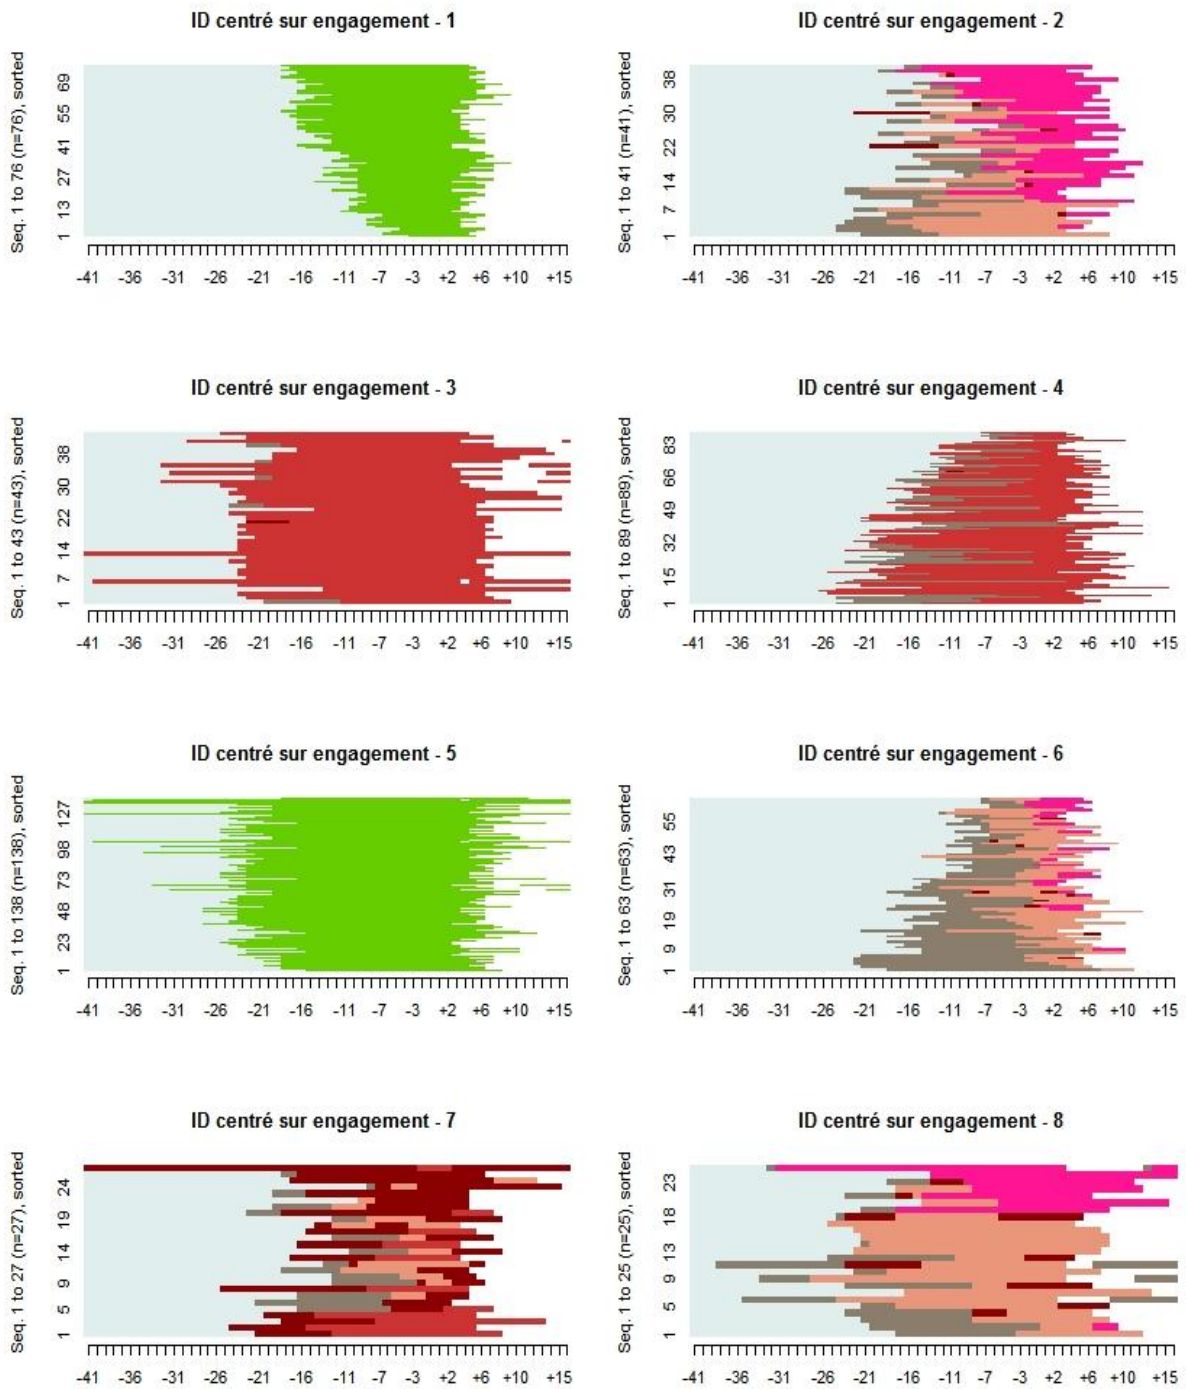 ID centré sur engagement - 1
Seq. 1 to 76 (n=76), sorted
1 13 27 41 55 69
-41 -36 -31 -26 -21 -16 -11 -7 -3 +2 +6 +10 +15
ID centré sur engagement - 2
Seq. 1 to 41 (n=41), sorted
1 7 14 22 30 38
-41 -36 -31 -26 -21 -16 -11 -7 -3 +2 +6 +10 +15
ID centré sur engagement - 3
Seq. 1 to 43 (n=43), sorted
1 7 14 22 30 38
-41 -36 -31 -26 -21 -16 -11 -7 -3 +2 +6 +10 +15
ID centré sur engagement - 4
Seq. 1 to 89 (n=89), sorted
1 15 32 49 66 83
-41 -36 -31 -26 -21 -16 -11 -7 -3 +2 +6 +10 +15
ID centré sur engagement - 5
Seq. 1 to 138 (n=138), sorted
1 23 48 73 98 127
-41 -36 -31 -26 -21 -16 -11 -7 -3 +2 +6 +10 +15
ID centré sur engagement - 6
Seq. 1 to 63 (n=63), sorted
1 9 19 31 43 55
-41 -36 -31 -26 -21 -16 -11 -7 -3 +2 +6 +10 +15
ID centré sur engagement - 7
Seq. 1 to 27 (n=27), sorted
1 5 9 14 19 24
-41 -36 -31 -26 -21 -16 -11 -7 -3 +2 +6 +10 +15
ID centré sur engagement - 8
Seq. 1 to 25 (n=25), sorted
1 5 9 13 18 23
-41 -36 -31 -26 -21 -16 -11 -7 -3 +2 +6 +10 +15